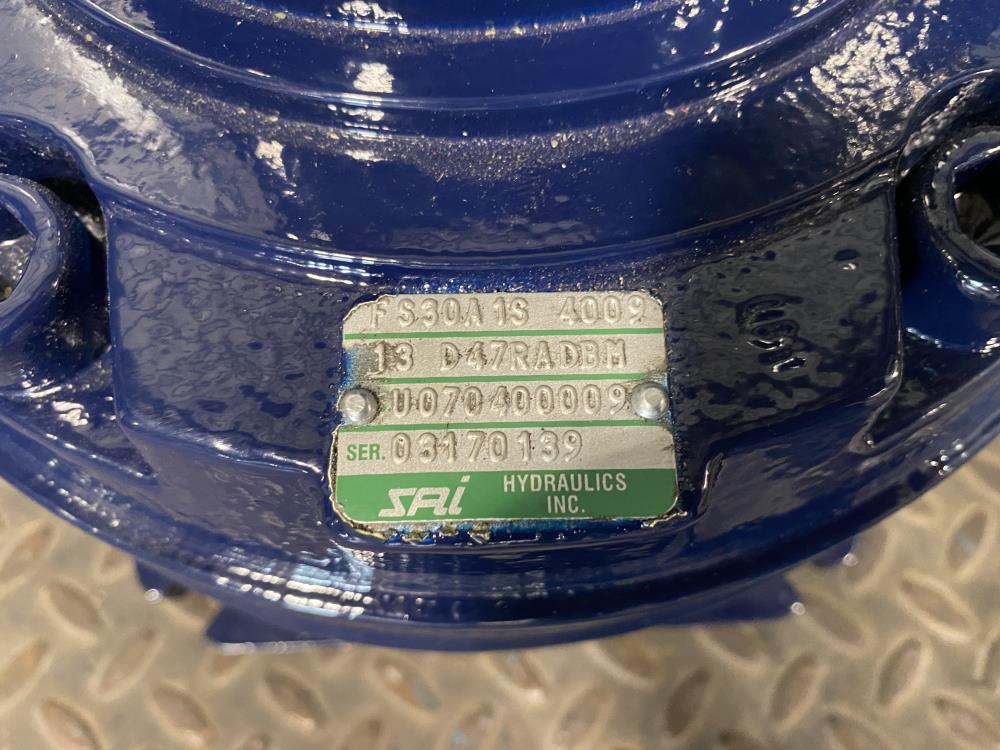 FS30A1S 4009
13 D47RADBM
U070400009
SER. 03170139
SAi HYDRAULICS
INC.